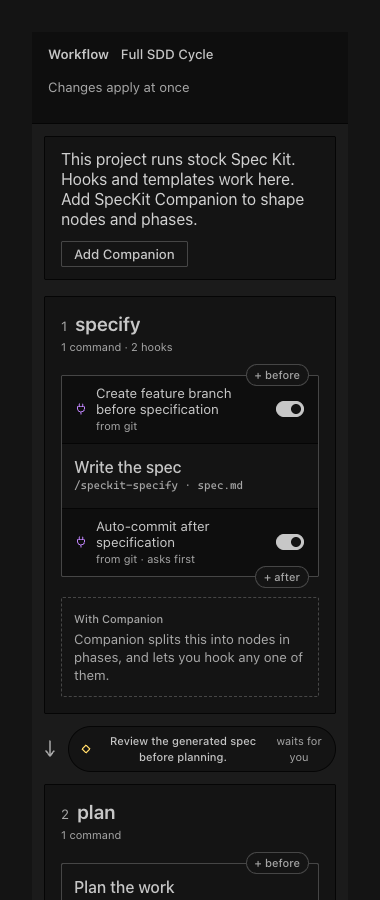 Workflow Full SDD Cycle
Changes apply at once
This project runs stock Spec Kit.
Hooks and templates work here.
Add SpecKit Companion to shape
nodes and phases.
Add Companion
1 specify
1 command · 2 hooks
+ before
Create feature branch
before specification
from git
Write the spec
/speckit-specify · spec.md
Auto-commit after
specification
from git · asks first
+ after
With Companion
Companion splits this into nodes in
phases, and lets you hook any one of
them.
↓
Review the generated spec
before planning.
waits for
you
2 plan
1 command
+ before
Plan the work